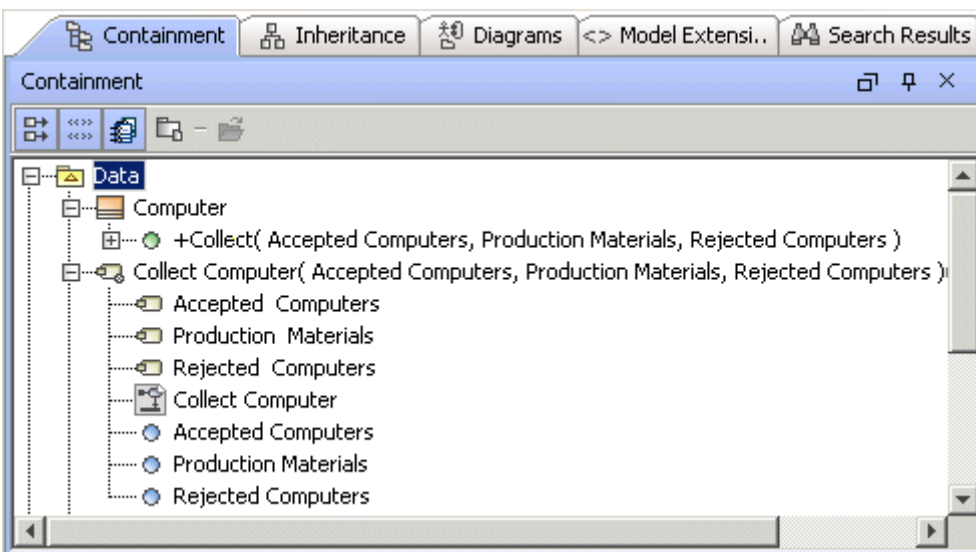 Containment Inheritance Diagrams <> Model Extensi.. Search Results
Containment
Data
Computer
+Collect( Accepted Computers, Production Materials, Rejected Computers )
Collect Computer( Accepted Computers, Production Materials, Rejected Computers )
Accepted Computers
Production Materials
Rejected Computers
Collect Computer
Accepted Computers
Production Materials
Rejected Computers